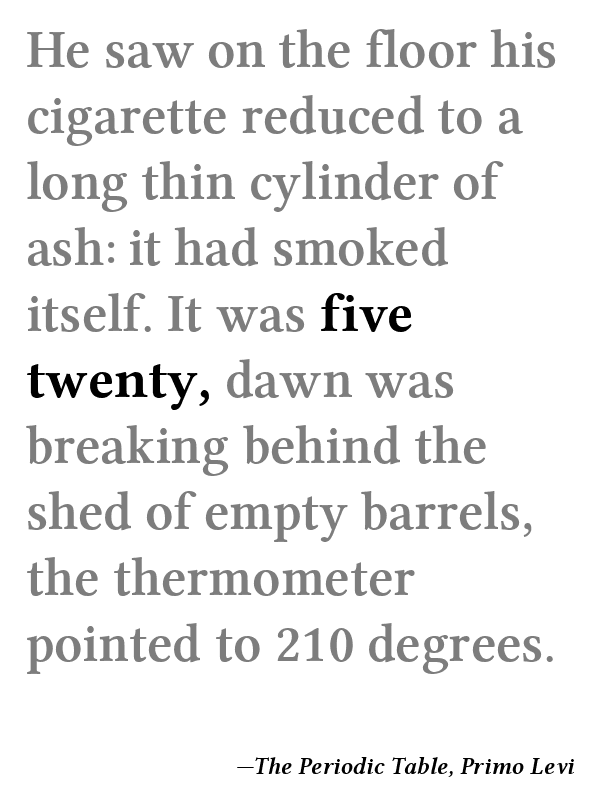 He saw on the floor his
cigarette reduced to a
long thin cylinder of
ash: it had smoked
itself. It was five
twenty, dawn was
breaking behind the
shed of empty barrels,
the thermometer
pointed to 210 degrees.
—The Periodic Table, Primo Levi